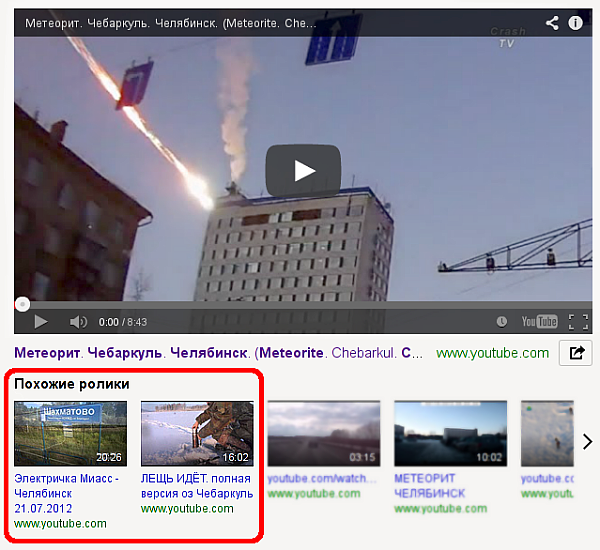 Метеорит. Чебаркуль. Челябинск. (Meteorite. Che...
Crash
TV
0:00 / 8:43
YouTube
Метеорит. Чебаркуль. Челябинск. (Meteorite. Chebarkul. C...
www.youtube.com
Похожие ролики
Шахматово
20:26
16:02
03:15
10:02
Электричка Миасс -
Челябинск
21.07.2012
www.youtube.com
ЛЕЩЬ ИДЁТ. полная
версия оз Чебаркуль
www.youtube.com
youtube.com/watch...
www.youtube.com
МЕТЕОРИТ
ЧЕЛЯБИНСК
www.youtube.com
youtube.cc
www.youtu